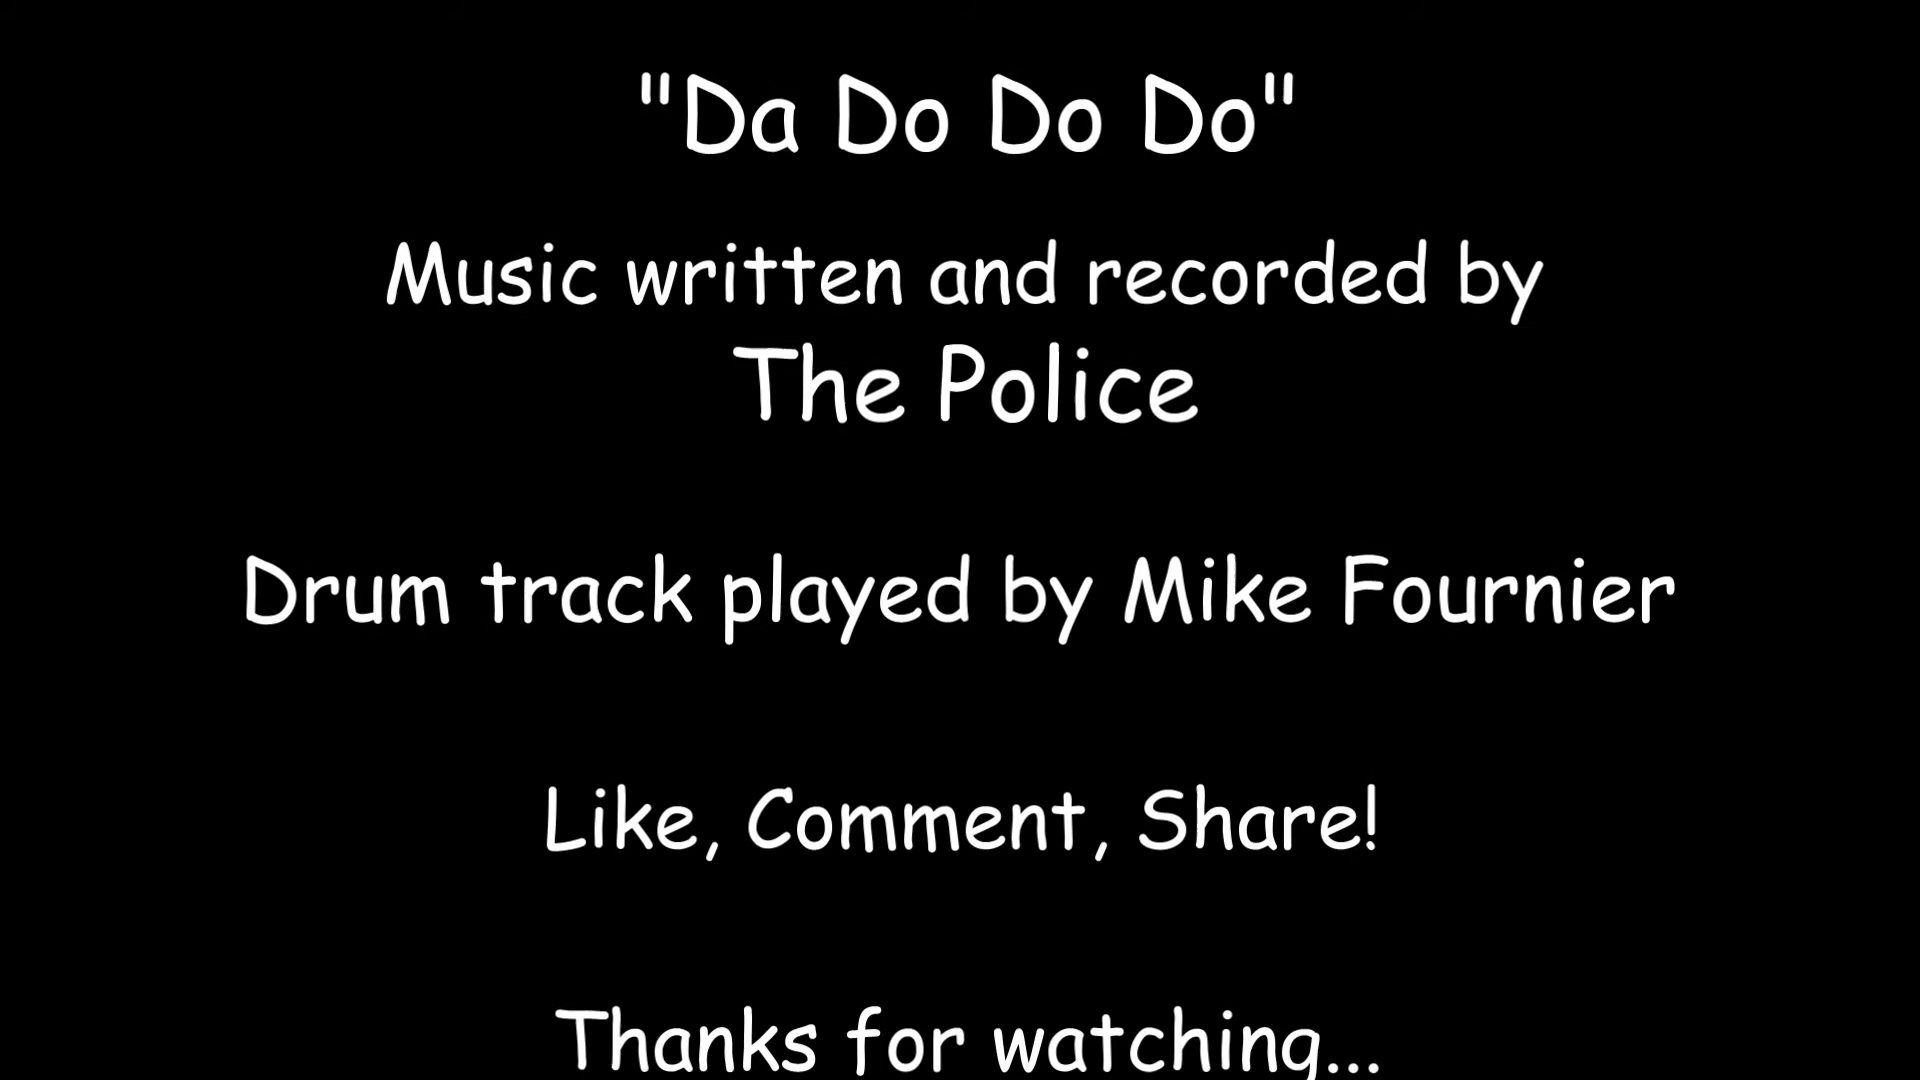 "Da Do Do Do"
Music written and recorded by
The Police
Drum track played by Mike Fournier
Like, Comment, Share!
Thanks for watching...